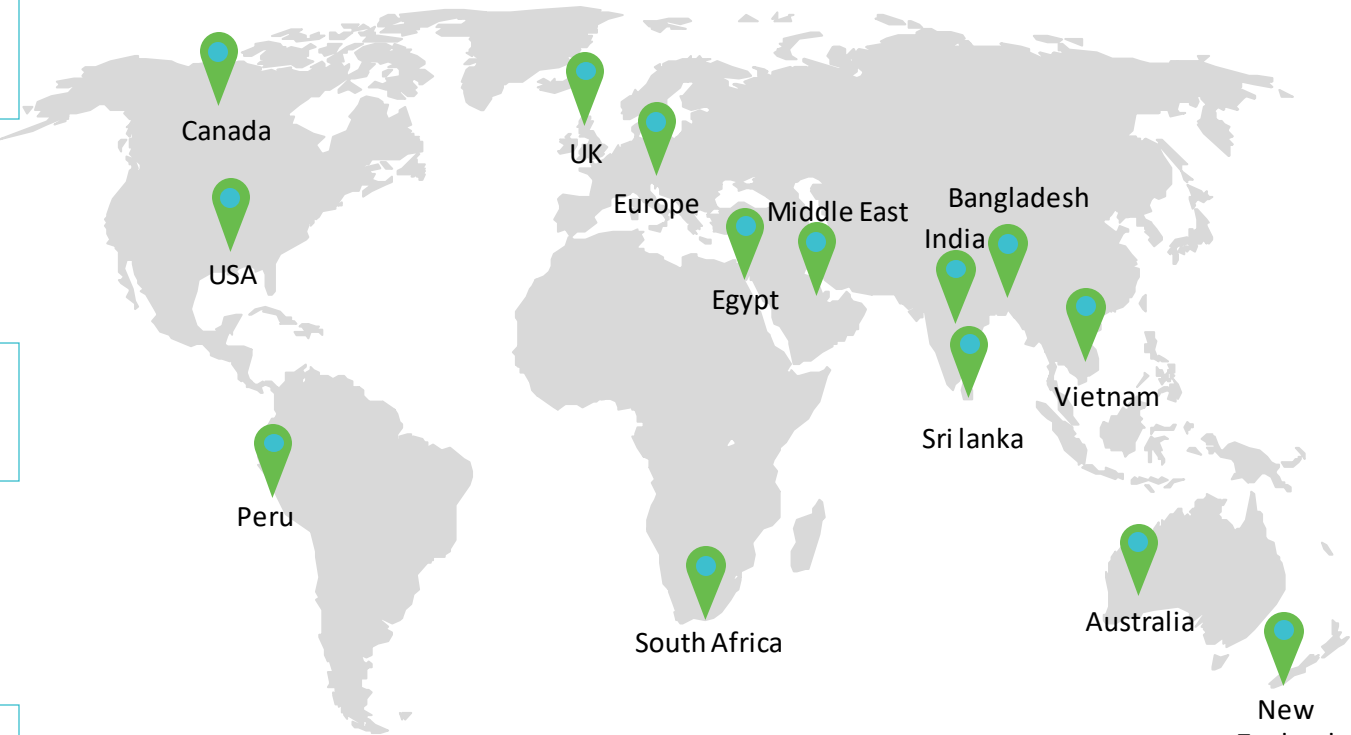 Canada
UK
Europe
Bangladesh
Middle East
India
USA
Egypt
Vietnam
Sri lanka
Peru
Australia
South Africa
New